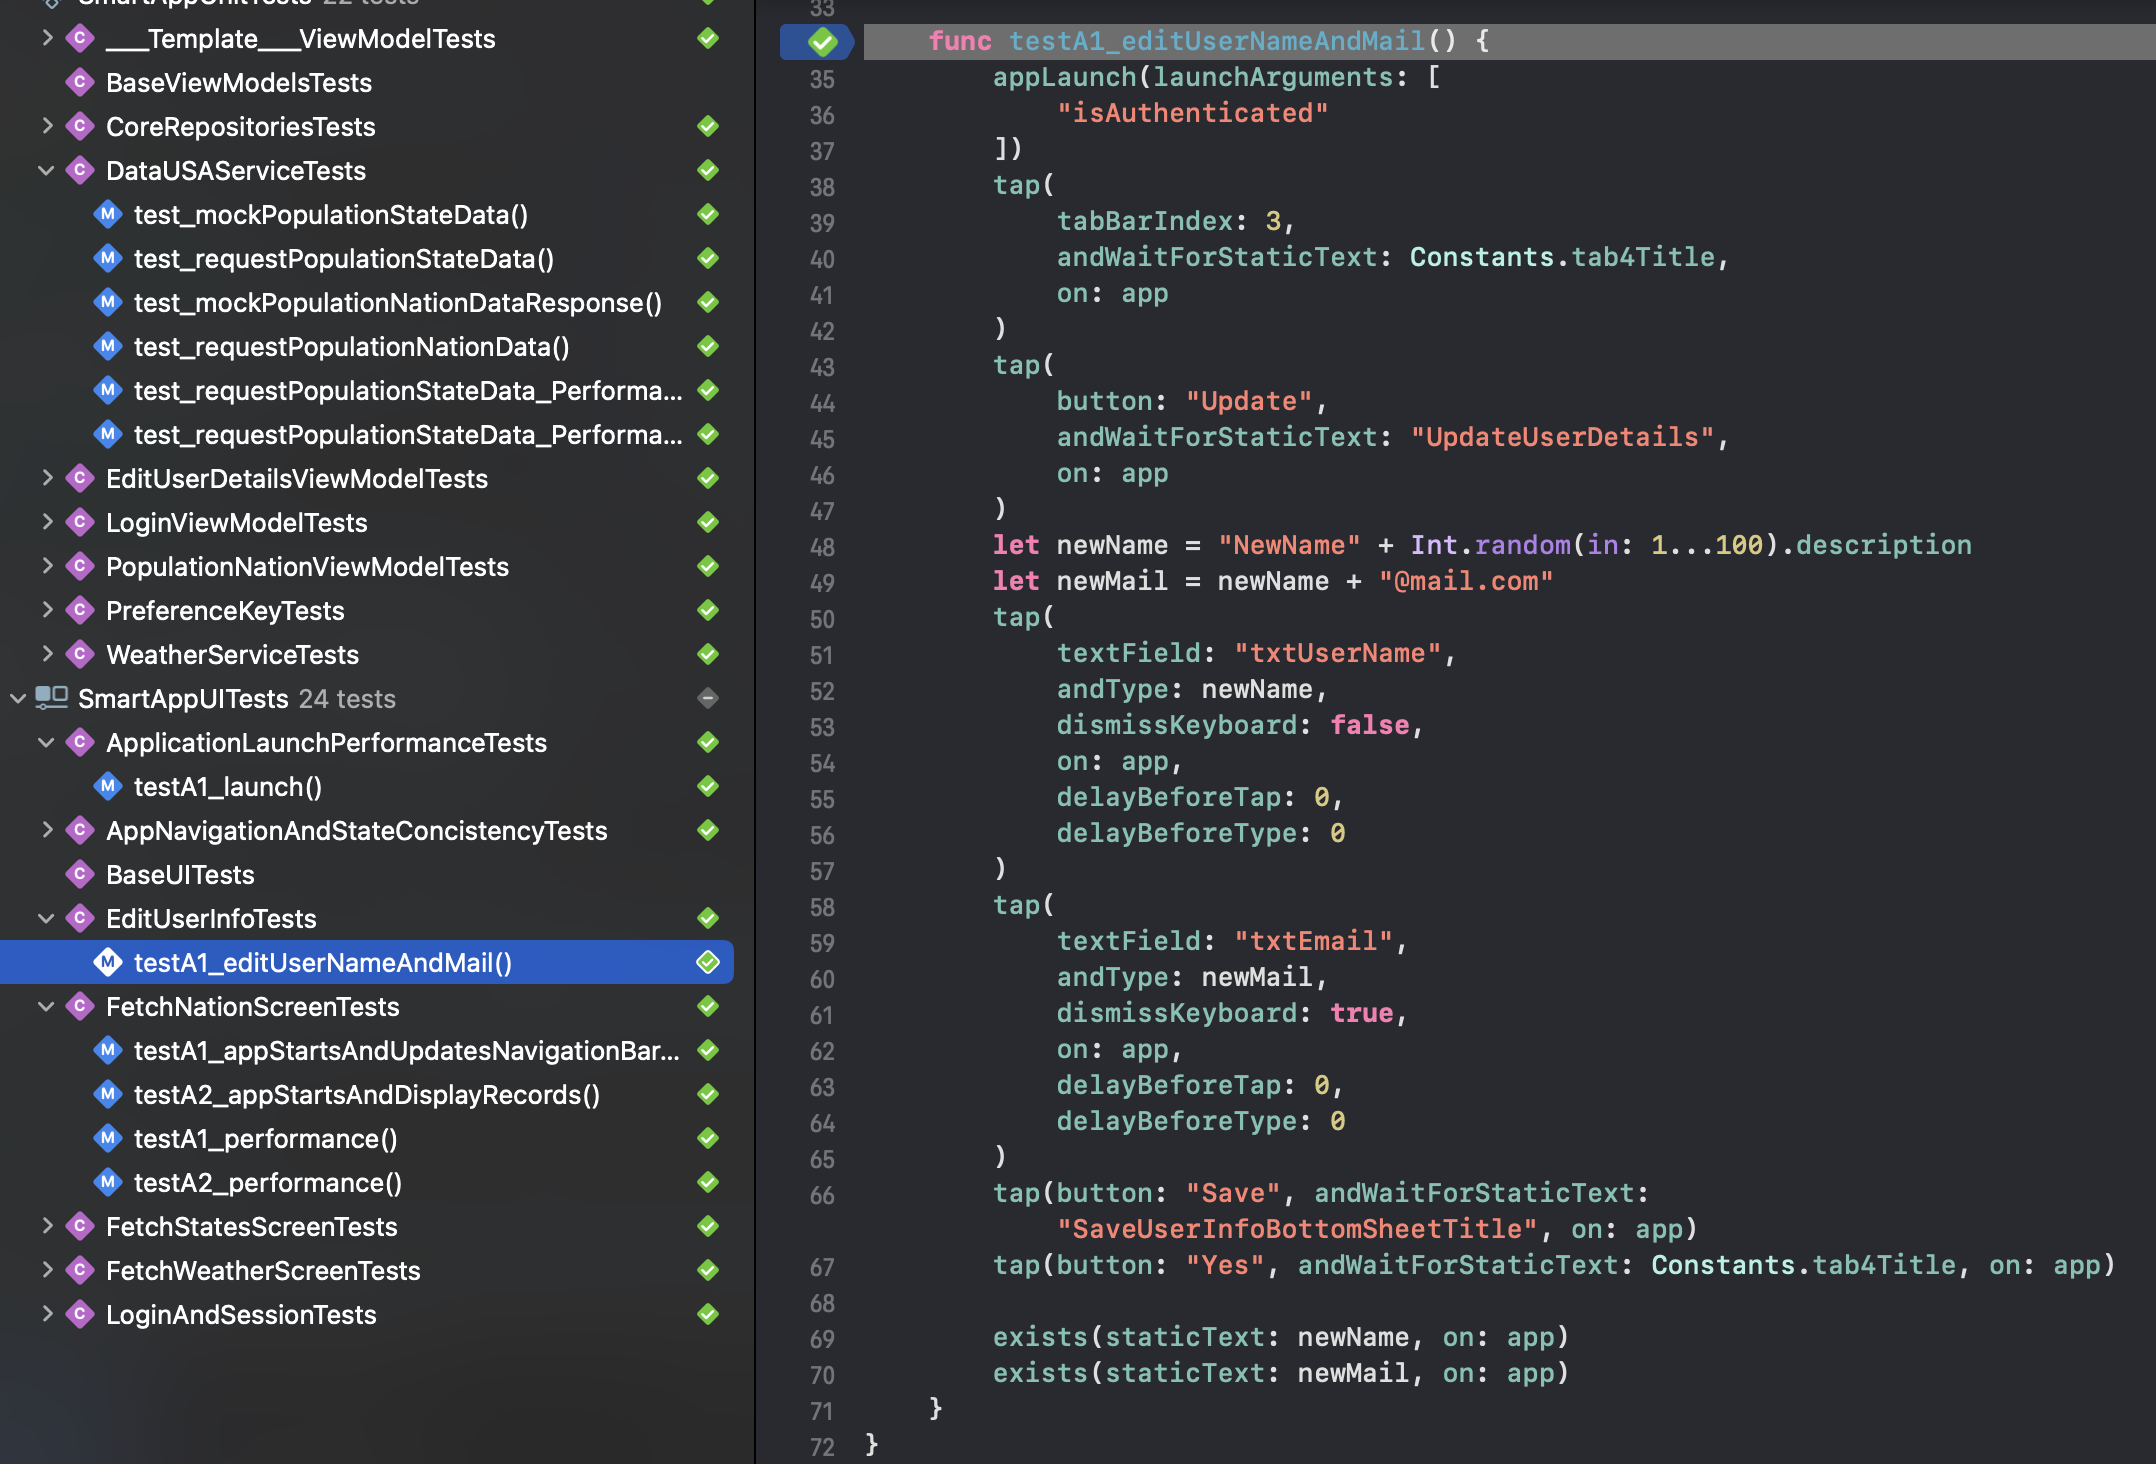 SmartAppUnitTests 22 tests
___Template___ViewModelTests
BaseViewModelsTests
CoreRepositoriesTests
DataUSAServiceTests
test_mockPopulationStateData()
test_requestPopulationStateData()
test_mockPopulationNationDataResponse()
test_requestPopulationNationData()
test_requestPopulationStateData_Performa...
test_requestPopulationStateData_Performa...
EditUserDetailsViewModelTests
LoginViewModelTests
PopulationNationViewModelTests
PreferenceKeyTests
WeatherServiceTests
SmartAppUITests 24 tests
ApplicationLaunchPerformanceTests
testA1_launch()
AppNavigationAndStateConcistencyTests
BaseUITests
EditUserInfoTests
testA1_editUserNameAndMail()
FetchNationScreenTests
testA1_appStartsAndUpdatesNavigationBar...
testA2_appStartsAndDisplayRecords()
testA1_performance()
testA2_performance()
FetchStatesScreenTests
FetchWeatherScreenTests
LoginAndSessionTests
33
func testA1_editUserNameAndMail() {
35 appLaunch(launchArguments: [
36 "isAuthenticated"
37 ])
38 tap(
39 tabBarIndex: 3,
40 andWaitForStaticText: Constants.tab4Title,
41 on: app
42 )
43 tap(
44 button: "Update",
45 andWaitForStaticText: "UpdateUserDetails",
46 on: app
47 )
48 let newName = "NewName" + Int.random(in: 1...100).description
49 let newMail = newName + "@mail.com"
50 tap(
51 textField: "txtUserName",
52 andType: newName,
53 dismissKeyboard: false,
54 on: app,
55 delayBeforeTap: 0,
56 delayBeforeType: 0
57 )
58 tap(
59 textField: "txtEmail",
60 andType: newMail,
61 dismissKeyboard: true,
62 on: app,
63 delayBeforeTap: 0,
64 delayBeforeType: 0
65 )
66 tap(button: "Save", andWaitForStaticText:
"SaveUserInfoBottomSheetTitle", on: app)
67 tap(button: "Yes", andWaitForStaticText: Constants.tab4Title, on: app)
68
69 exists(staticText: newName, on: app)
70 exists(staticText: newMail, on: app)
71 }
72 }